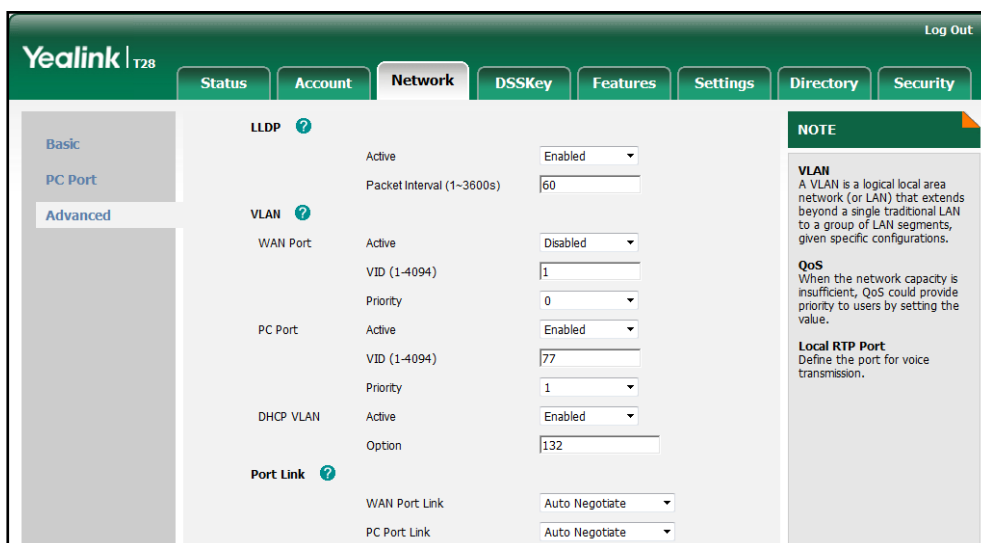 Log Out
Yealink T28
Status Account Network DSSKey Features Settings Directory Security
Basic
PC Port
Advanced
LLDP ?
Active Enabled
Packet Interval (1~3600s) 60
VLAN ?
WAN Port Active Disabled
VID (1-4094) 1
Priority 0
PC Port Active Enabled
VID (1-4094) 77
Priority 1
DHCP VLAN Active Enabled
Option 132
Port Link ?
WAN Port Link Auto Negotiate
PC Port Link Auto Negotiate
NOTE
VLAN
A VLAN is a logical local area
network (or LAN) that extends
beyond a single traditional LAN
to a group of LAN segments,
given specific configurations.
QoS
When the network capacity is
insufficient, QoS could provide
priority to users by setting the
value.
Local RTP Port
Define the port for voice
transmission.